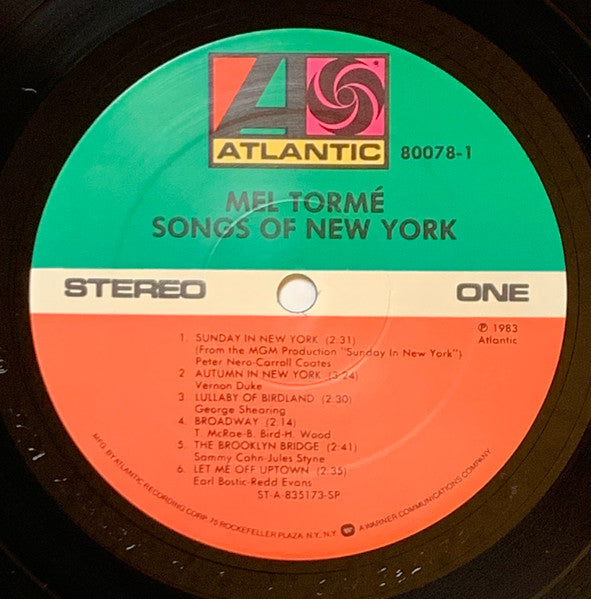 ATLANTIC
80078-1
MEL TORMÉ
SONGS OF NEW YORK
STEREO
ONE
℗ 1983
Atlantic
1. SUNDAY IN NEW YORK (2:31)
(From the MGM Production "Sunday In New York")
Peter Nero-Carroll Coates
2. AUTUMN IN NEW YORK (3:24)
Vernon Duke
3. LULLABY OF BIRDLAND (2:30)
George Shearing
4. BROADWAY (2:14)
T. McRae-B. Bird-H. Wood
5. THE BROOKLYN BRIDGE (2:41)
Sammy Cahn-Jules Styne
6. LET ME OFF UPTOWN (2:35)
Earl Bostic-Redd Evans
ST-A-835173-SP
MFG. BY ATLANTIC RECORDING CORP. 75 ROCKEFELLER PLAZA, N.Y., N.Y.
A WARNER COMMUNICATIONS COMPANY